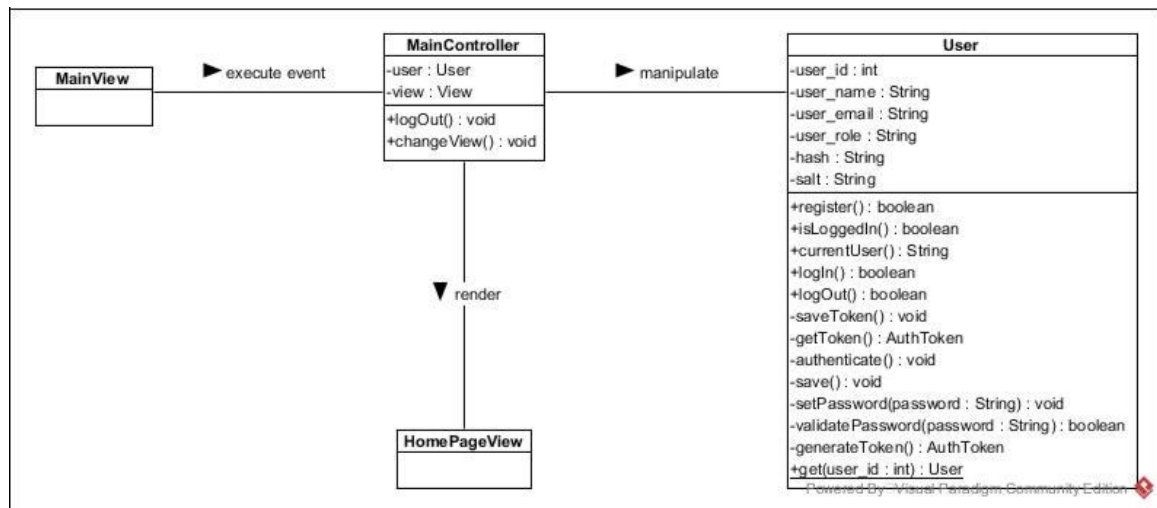 MainView
execute event
MainController
-user : User
-view : View
+logOut() : void
+changeView() : void
manipulate
User
-user_id : int
-user_name : String
-user_email : String
-user_role : String
-hash : String
-salt : String
+register() : boolean
+isLoggedIn() : boolean
+currentUser() : String
+logIn() : boolean
+logOut() : boolean
-saveToken() : void
-getToken() : AuthToken
-authenticate() : void
-save() : void
-setPassword(password : String) : void
-validatePassword(password : String) : boolean
-generateToken() : AuthToken
+get(user_id : int) : User
render
HomePageView
Powered By Visual Paradigm Community Edition